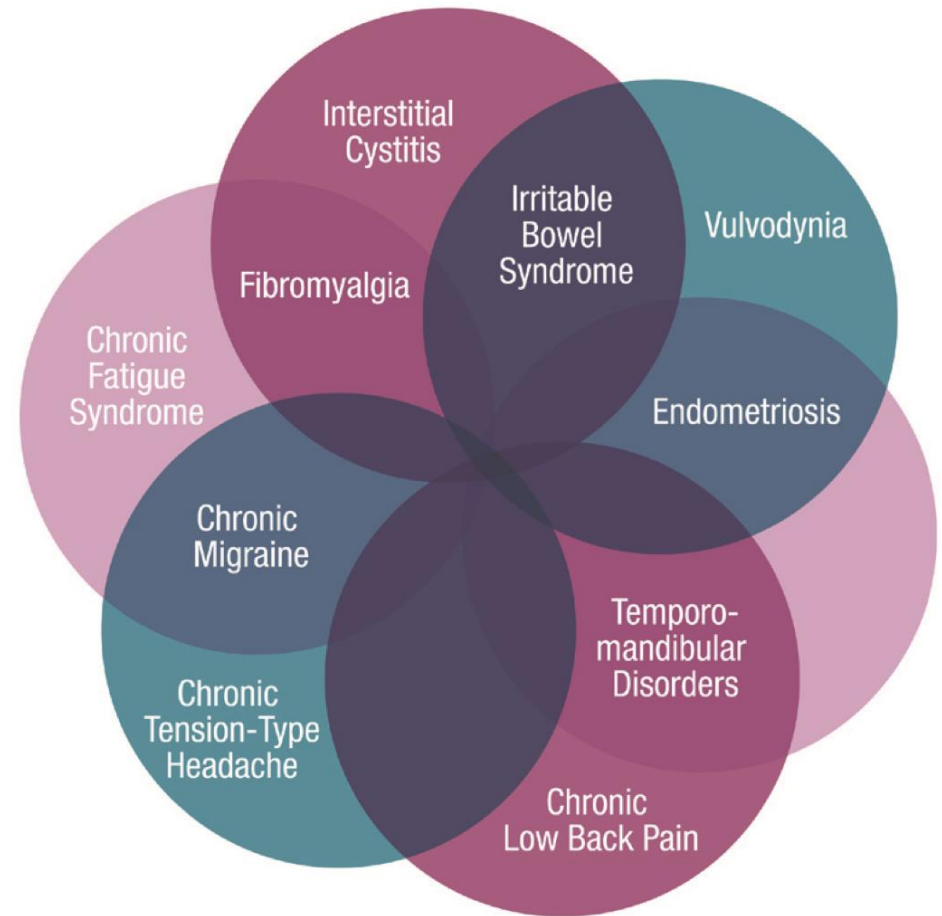 Interstitial
Cystitis
Irritable
Bowel
Syndrome
Vulvodynia
Fibromyalgia
Chronic
Fatigue
Syndrome
Endometriosis
Chronic
Migraine
Temporo-
mandibular
Disorders
Chronic
Tension-Type
Headache
Chronic
Low Back Pain